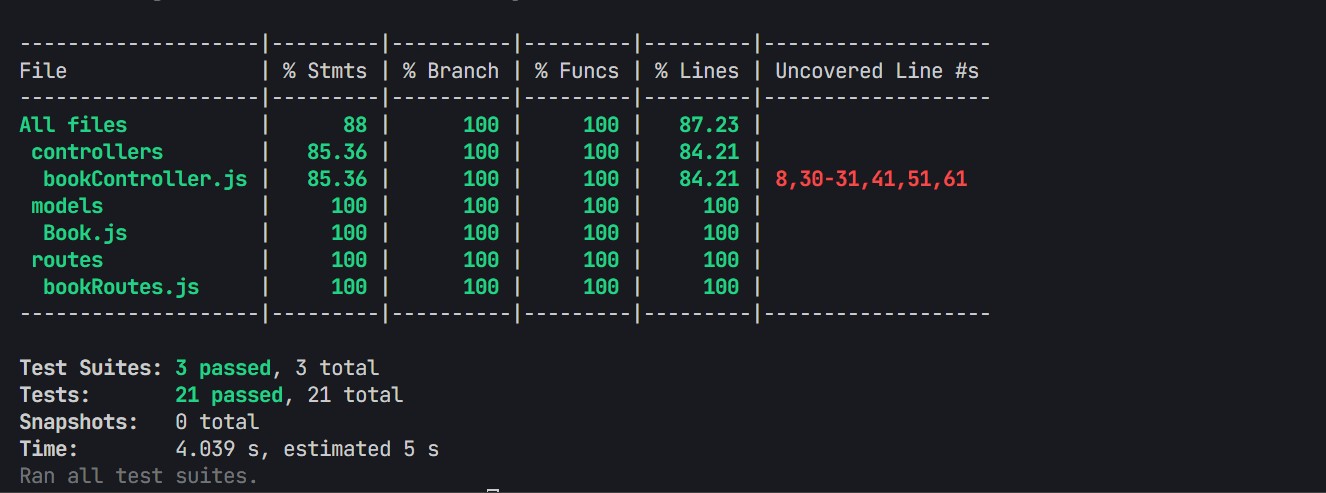 --------------------|---------|----------|---------|---------|-------------------
File                | % Stmts | % Branch | % Funcs | % Lines | Uncovered Line #s
--------------------|---------|----------|---------|---------|-------------------
All files           |      88 |      100 |     100 |   87.23 |
 controllers        |   85.36 |      100 |     100 |   84.21 |
  bookController.js |   85.36 |      100 |     100 |   84.21 | 8,30-31,41,51,61
 models             |     100 |      100 |     100 |     100 |
  Book.js           |     100 |      100 |     100 |     100 |
 routes             |     100 |      100 |     100 |     100 |
  bookRoutes.js     |     100 |      100 |     100 |     100 |
--------------------|---------|----------|---------|---------|-------------------
Test Suites: 3 passed, 3 total
Tests:       21 passed, 21 total
Snapshots:   0 total
Time:        4.039 s, estimated 5 s
Ran all test suites.